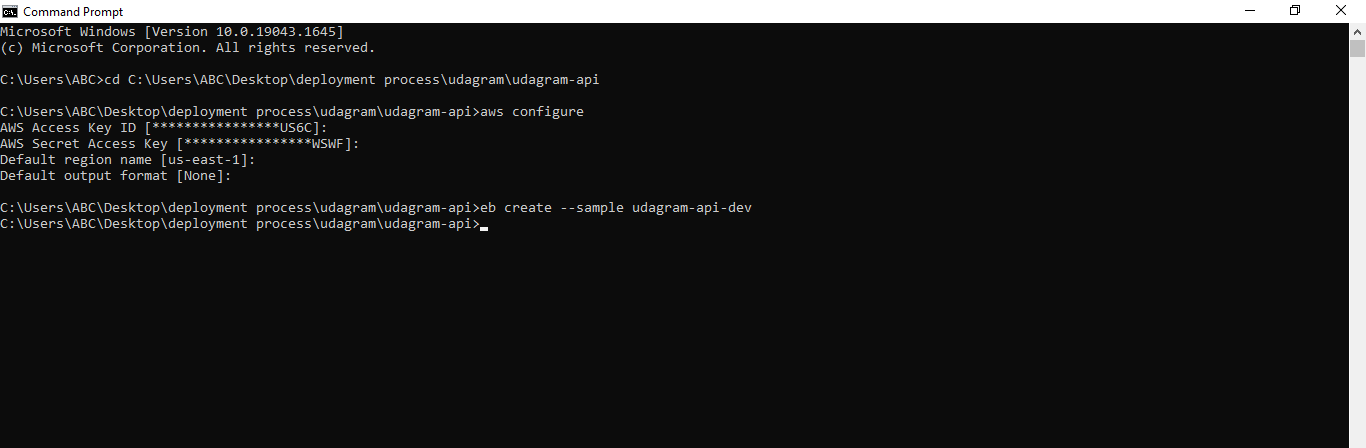 Command Prompt
Microsoft Windows [Version 10.0.19043.1645]
(c) Microsoft Corporation. All rights reserved.
C:\Users\ABC>cd C:\Users\ABC\Desktop\deployment process\udagram\udagram-api
C:\Users\ABC\Desktop\deployment process\udagram\udagram-api>aws configure
AWS Access Key ID [****************US6C]:
AWS Secret Access Key [****************WSWF]:
Default region name [us-east-1]:
Default output format [None]:
C:\Users\ABC\Desktop\deployment process\udagram\udagram-api>eb create --sample udagram-api-dev
C:\Users\ABC\Desktop\deployment process\udagram\udagram-api>